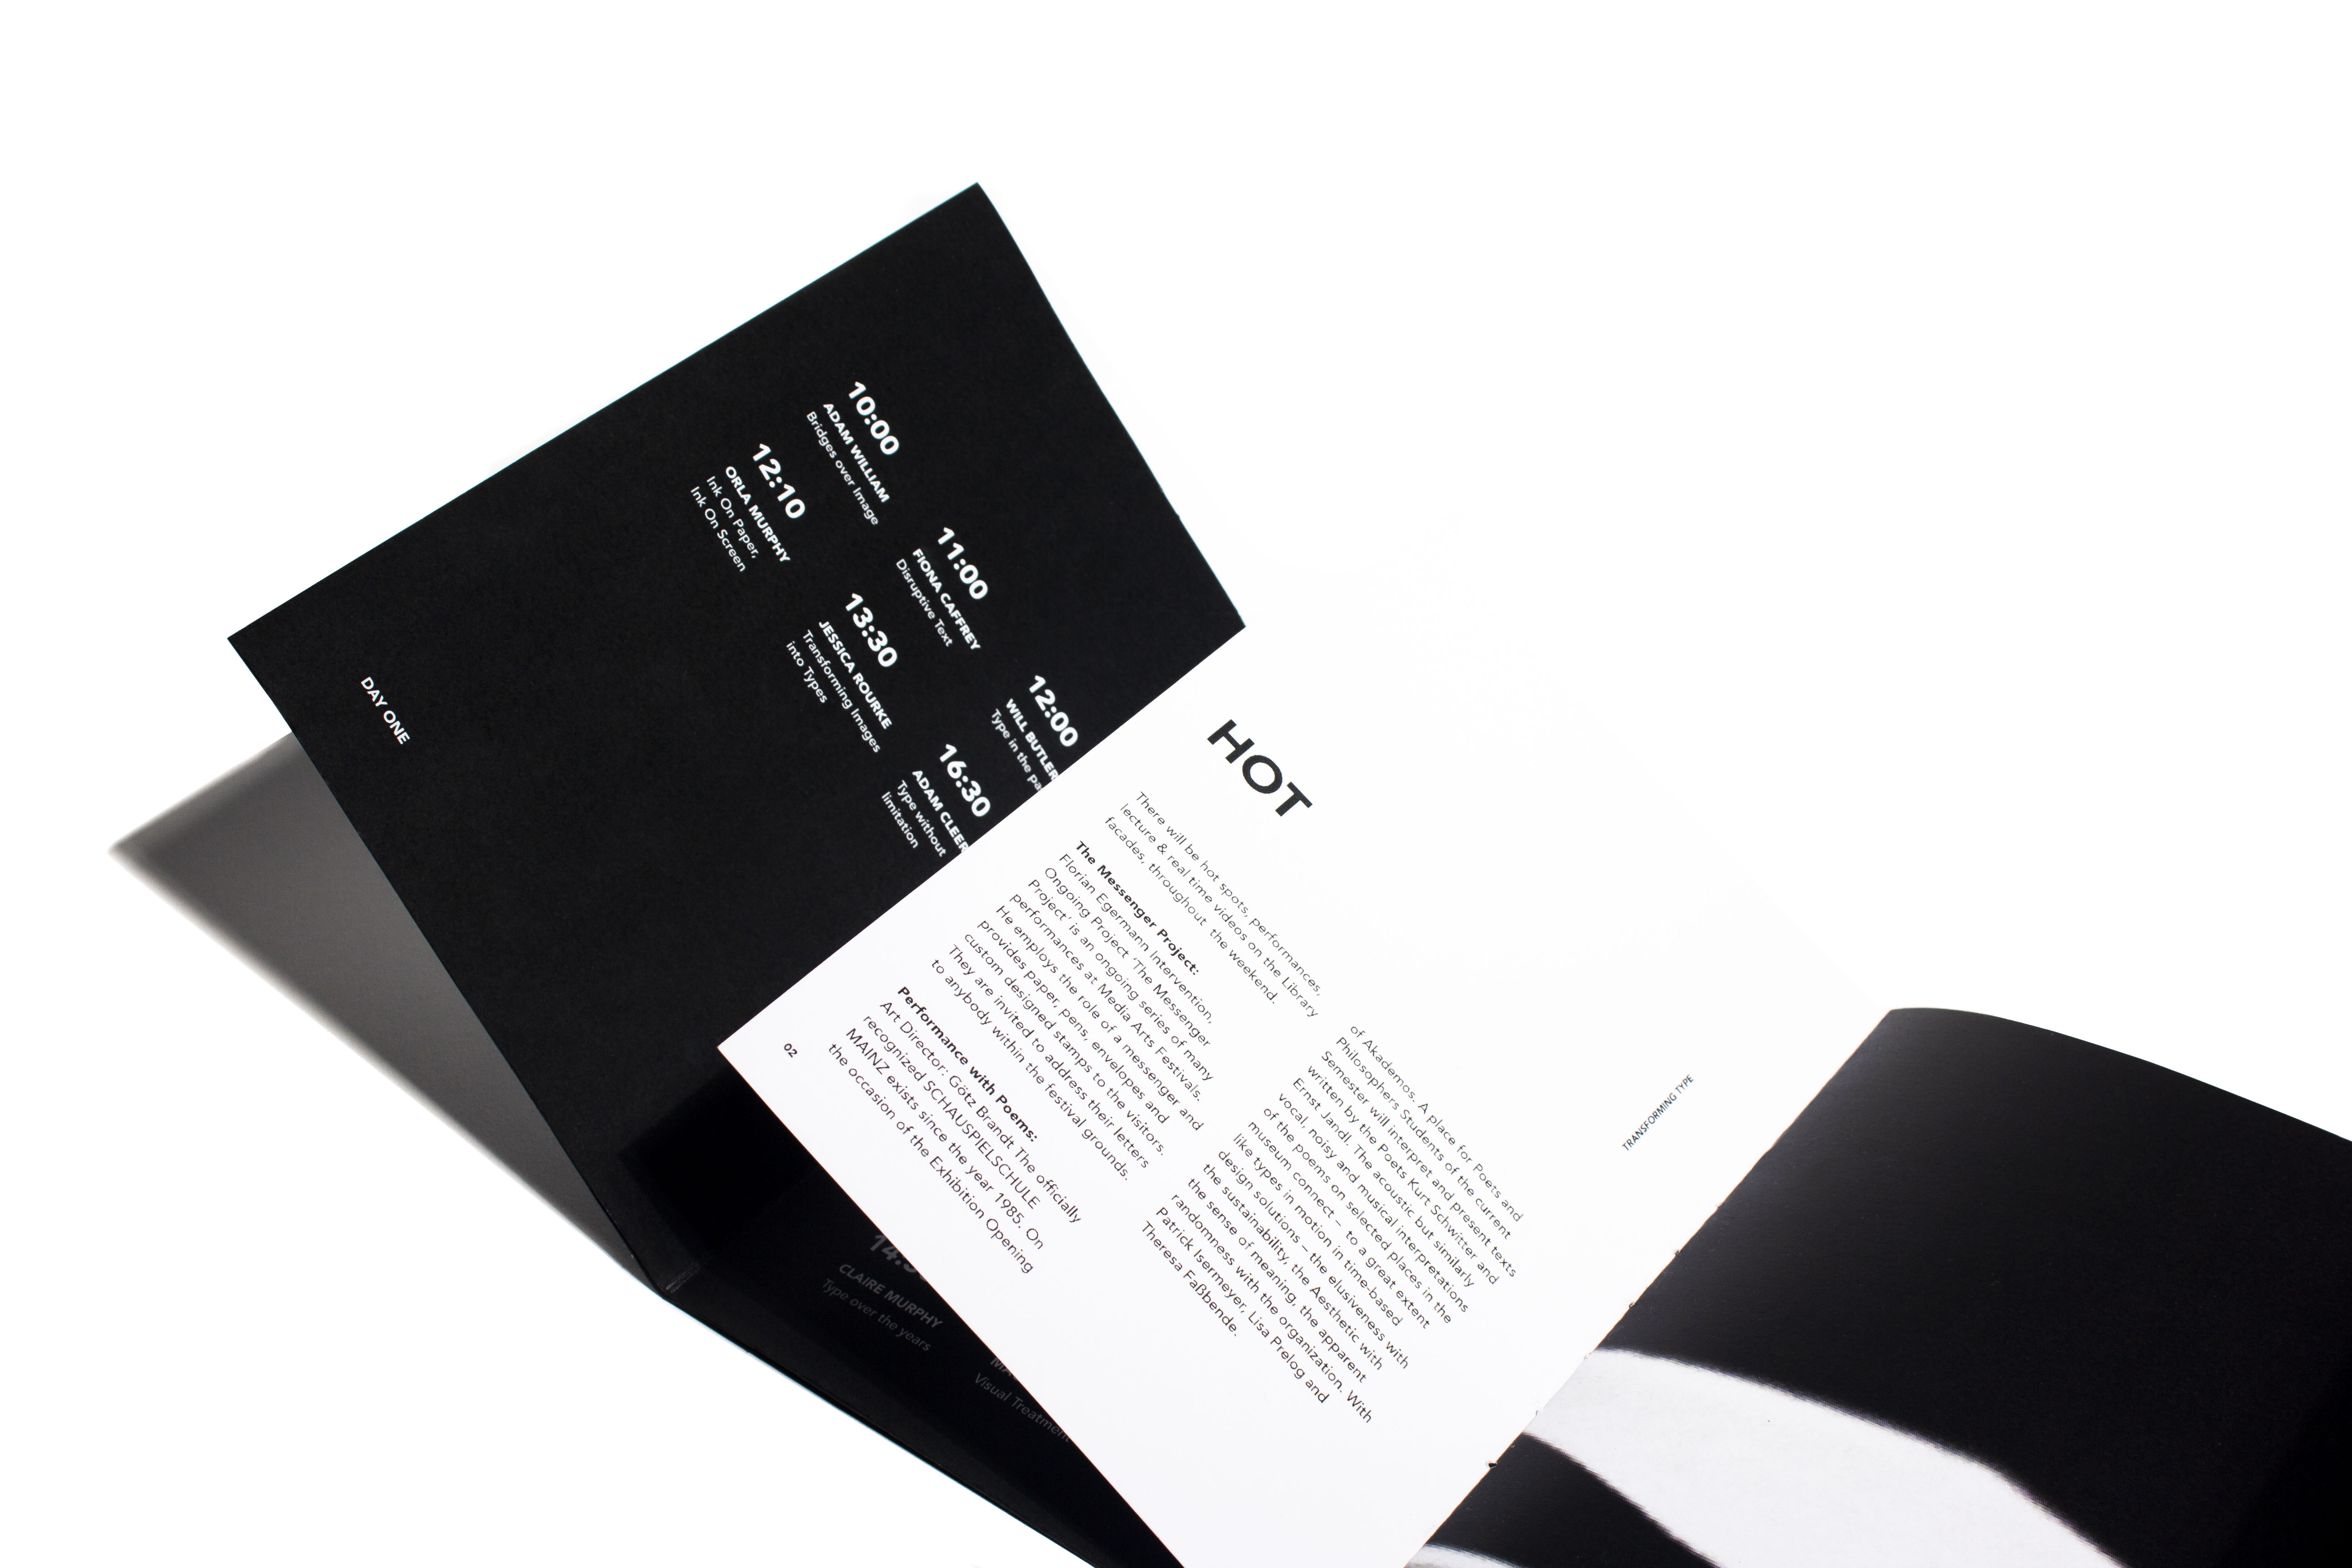 10:00
ADAM WILLIAM
Bridges over Image
11:00
FIONA CAFFREY
Disruptive Text
12:00
WILL BUTLER
Type in the
12:10
ORLA MURPHY
Ink On Paper,
Ink On Screen
13:30
JESSICA ROURKE
Transforming Images
into Types
16:30
ADAM
Type without
limitation
DAY ONE
CLAIRE MURPHY
Type over the years
Visual
HOT
There will be hot spots, performances,
lecture & real time videos on the Library
facades, throughout the weekend.
The Messenger Project:
Florian Egermann Intervention,
Ongoing Project 'The Messenger
Project' is an ongoing series of many
performances at Media Arts Festivals.
He employs the role of a messenger and
provides paper, pens, envelopes and
custom designed stamps to the visitors.
They are invited to address their letters
to anybody within the festival grounds.
Performance with Poems:
Art Director: Götz Brandt The officially
recognized SCHAUSPIELSCHULE
MAINZ exists since the year 1985. On
the occasion of the Exhibition Opening
of Akademos. A place for Poets and
Philosophers Students of the current
Semester will interpret and present texts
written by the Poets Kurt Schwitter and
Ernst Jandl. The acoustic but similarly
vocal, noisy and musical interpretations
of the poems on selected places in the
museum connect – to a great extent
like types in motion in time-based
design solutions – the elusiveness with
the sustainability, the Aesthetic with
the sense of meaning, the apparent
randomness with the organization. With
Patrick Isermeyer, Lisa Prelog and
Theresa Faßbende.
02
TRANSFORMING TYPE